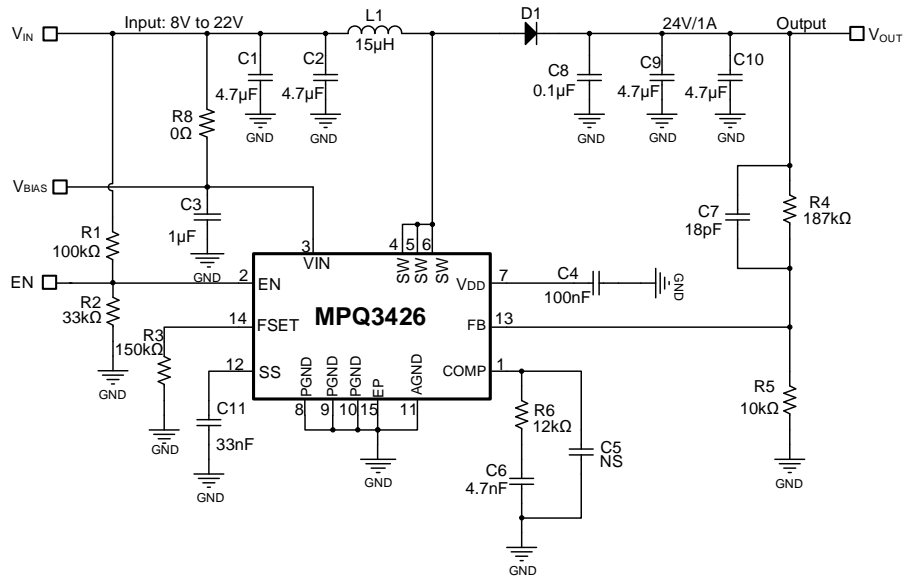 VIN
Input: 8V to 22V
L1
15µH
D1
24V/1A
Output
VOUT
C1
4.7µF
GND
C2
4.7µF
GND
C8
0.1µF
GND
C9
4.7µF
GND
C10
4.7µF
GND
R8
0Ω
VBIAS
C3
1µF
GND
C7
18pF
R4
187kΩ
R1
100kΩ
3
VIN
4
5
6
SW
SW
SW
EN
2
EN
7
VDD
C4
100nF
GND
R2
33kΩ
GND
MPQ3426
14
FSET
13
FB
R3
150kΩ
GND
12
SS
1
COMP
C11
33nF
GND
PGND
PGND
PGND
EP
AGND
8
9
10
15
11
GND
R6
12kΩ
C5
NS
C6
4.7nF
GND
R5
10kΩ
GND